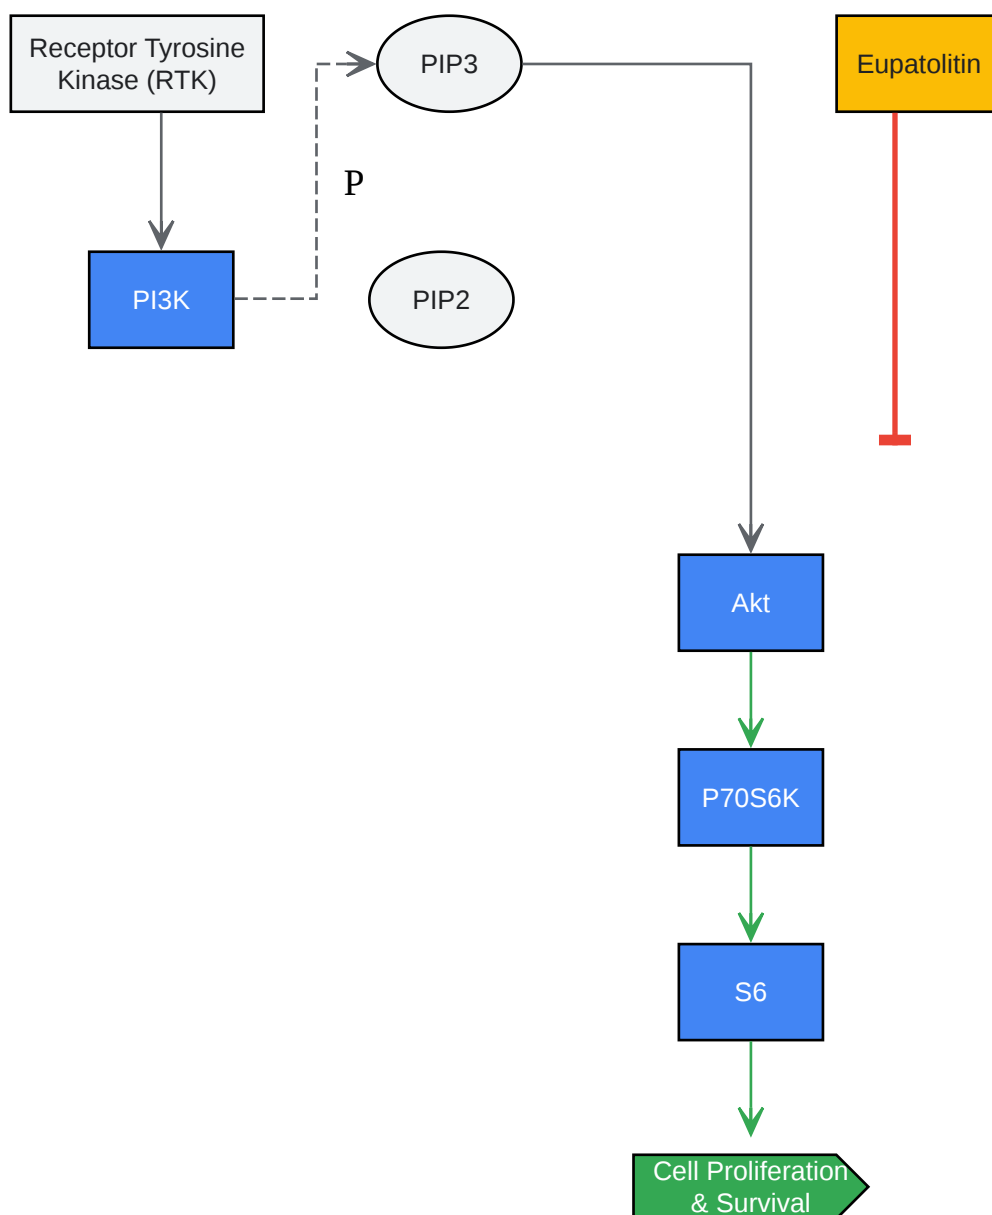 Receptor Tyrosine
Kinase (RTK)
PIP3
Eupatolitin
P
PI3K
PIP2
Akt
P70S6K
S6
Cell Proliferation
& Survival